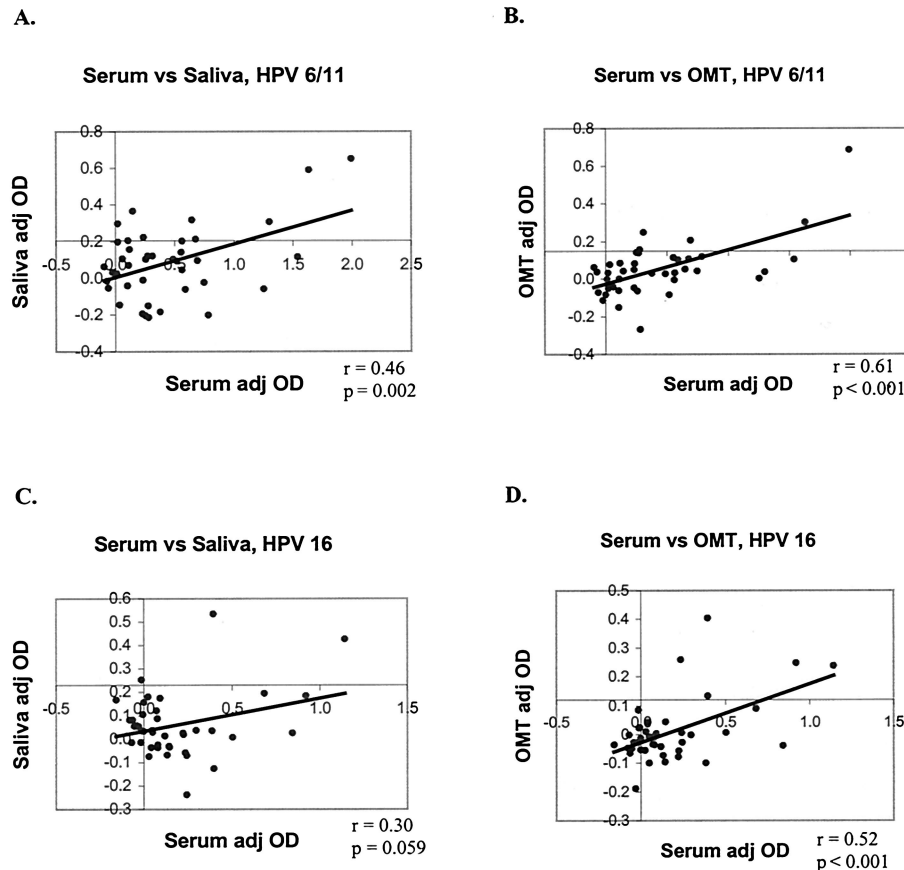 A.
Serum vs Saliva, HPV 6/11
Saliva adj OD
0.8
0.6
0.4
0.2
0.0
-0.2
-0.4
-0.5
0.0
0.5
1.0
1.5
2.0
2.5
Serum adj OD
r = 0.46
p = 0.002
B.
Serum vs OMT, HPV 6/11
OMT adj OD
0.8
0.6
0.4
0.2
0.0
-0.2
-0.4
Serum adj OD
r = 0.61
p < 0.001
C.
Serum vs Saliva, HPV 16
Saliva adj OD
0.6
0.5
0.4
0.3
0.2
0.1
0.0
-0.1
-0.2
-0.3
-0.5
0.0
0.5
1.0
1.5
Serum adj OD
r = 0.30
p = 0.059
D.
Serum vs OMT, HPV 16
OMT adj OD
0.5
0.4
0.3
0.2
0.1
-0.1
-0.2
-0.3
-0.5
0.0
0.5
1.0
1.5
Serum adj OD
r = 0.52
p < 0.001